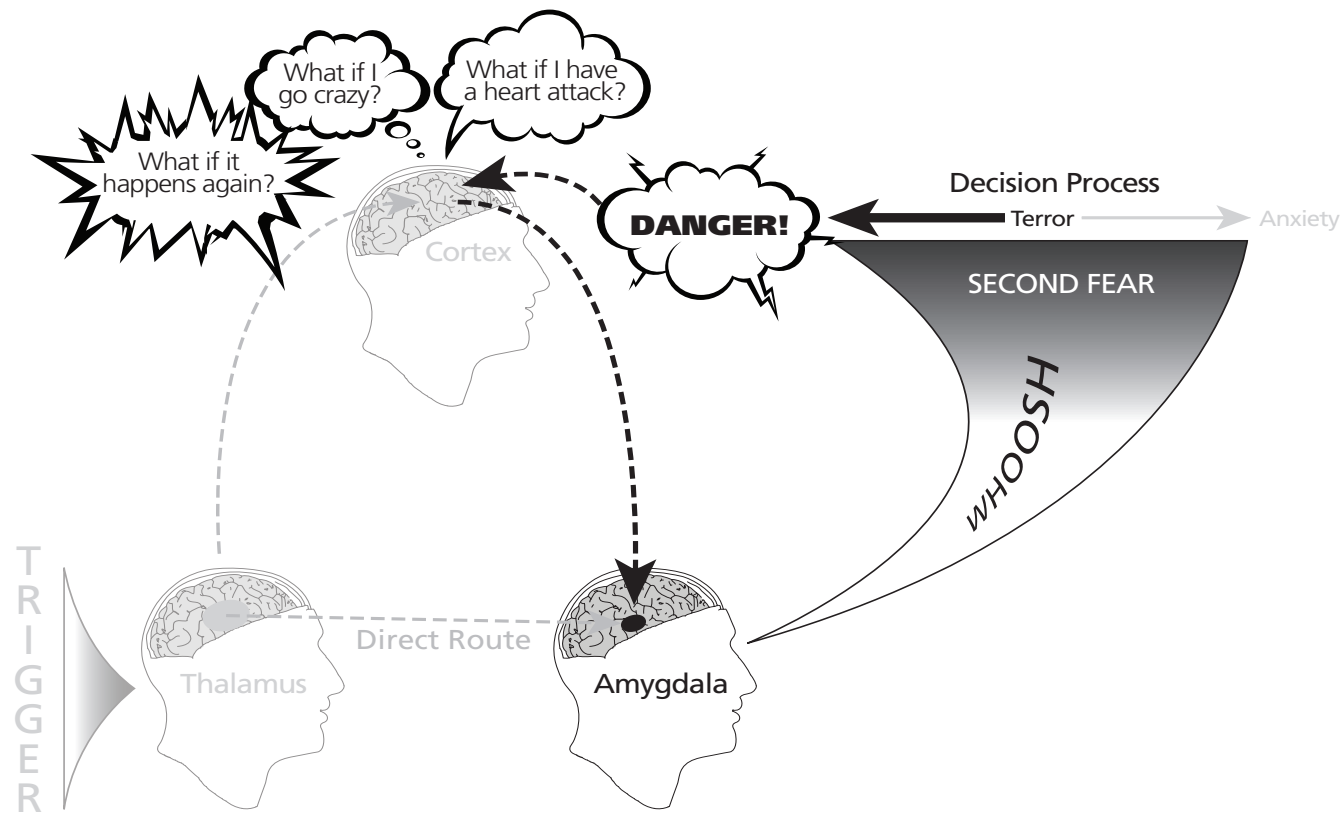 What if I
go crazy?
What if I have
a heart attack?
What if it
happens again?
DANGER!
Decision Process
Terror
Anxiety
Cortex
SECOND FEAR
WHOOSH
TRIGGER
Direct Route
Thalamus
Amygdala